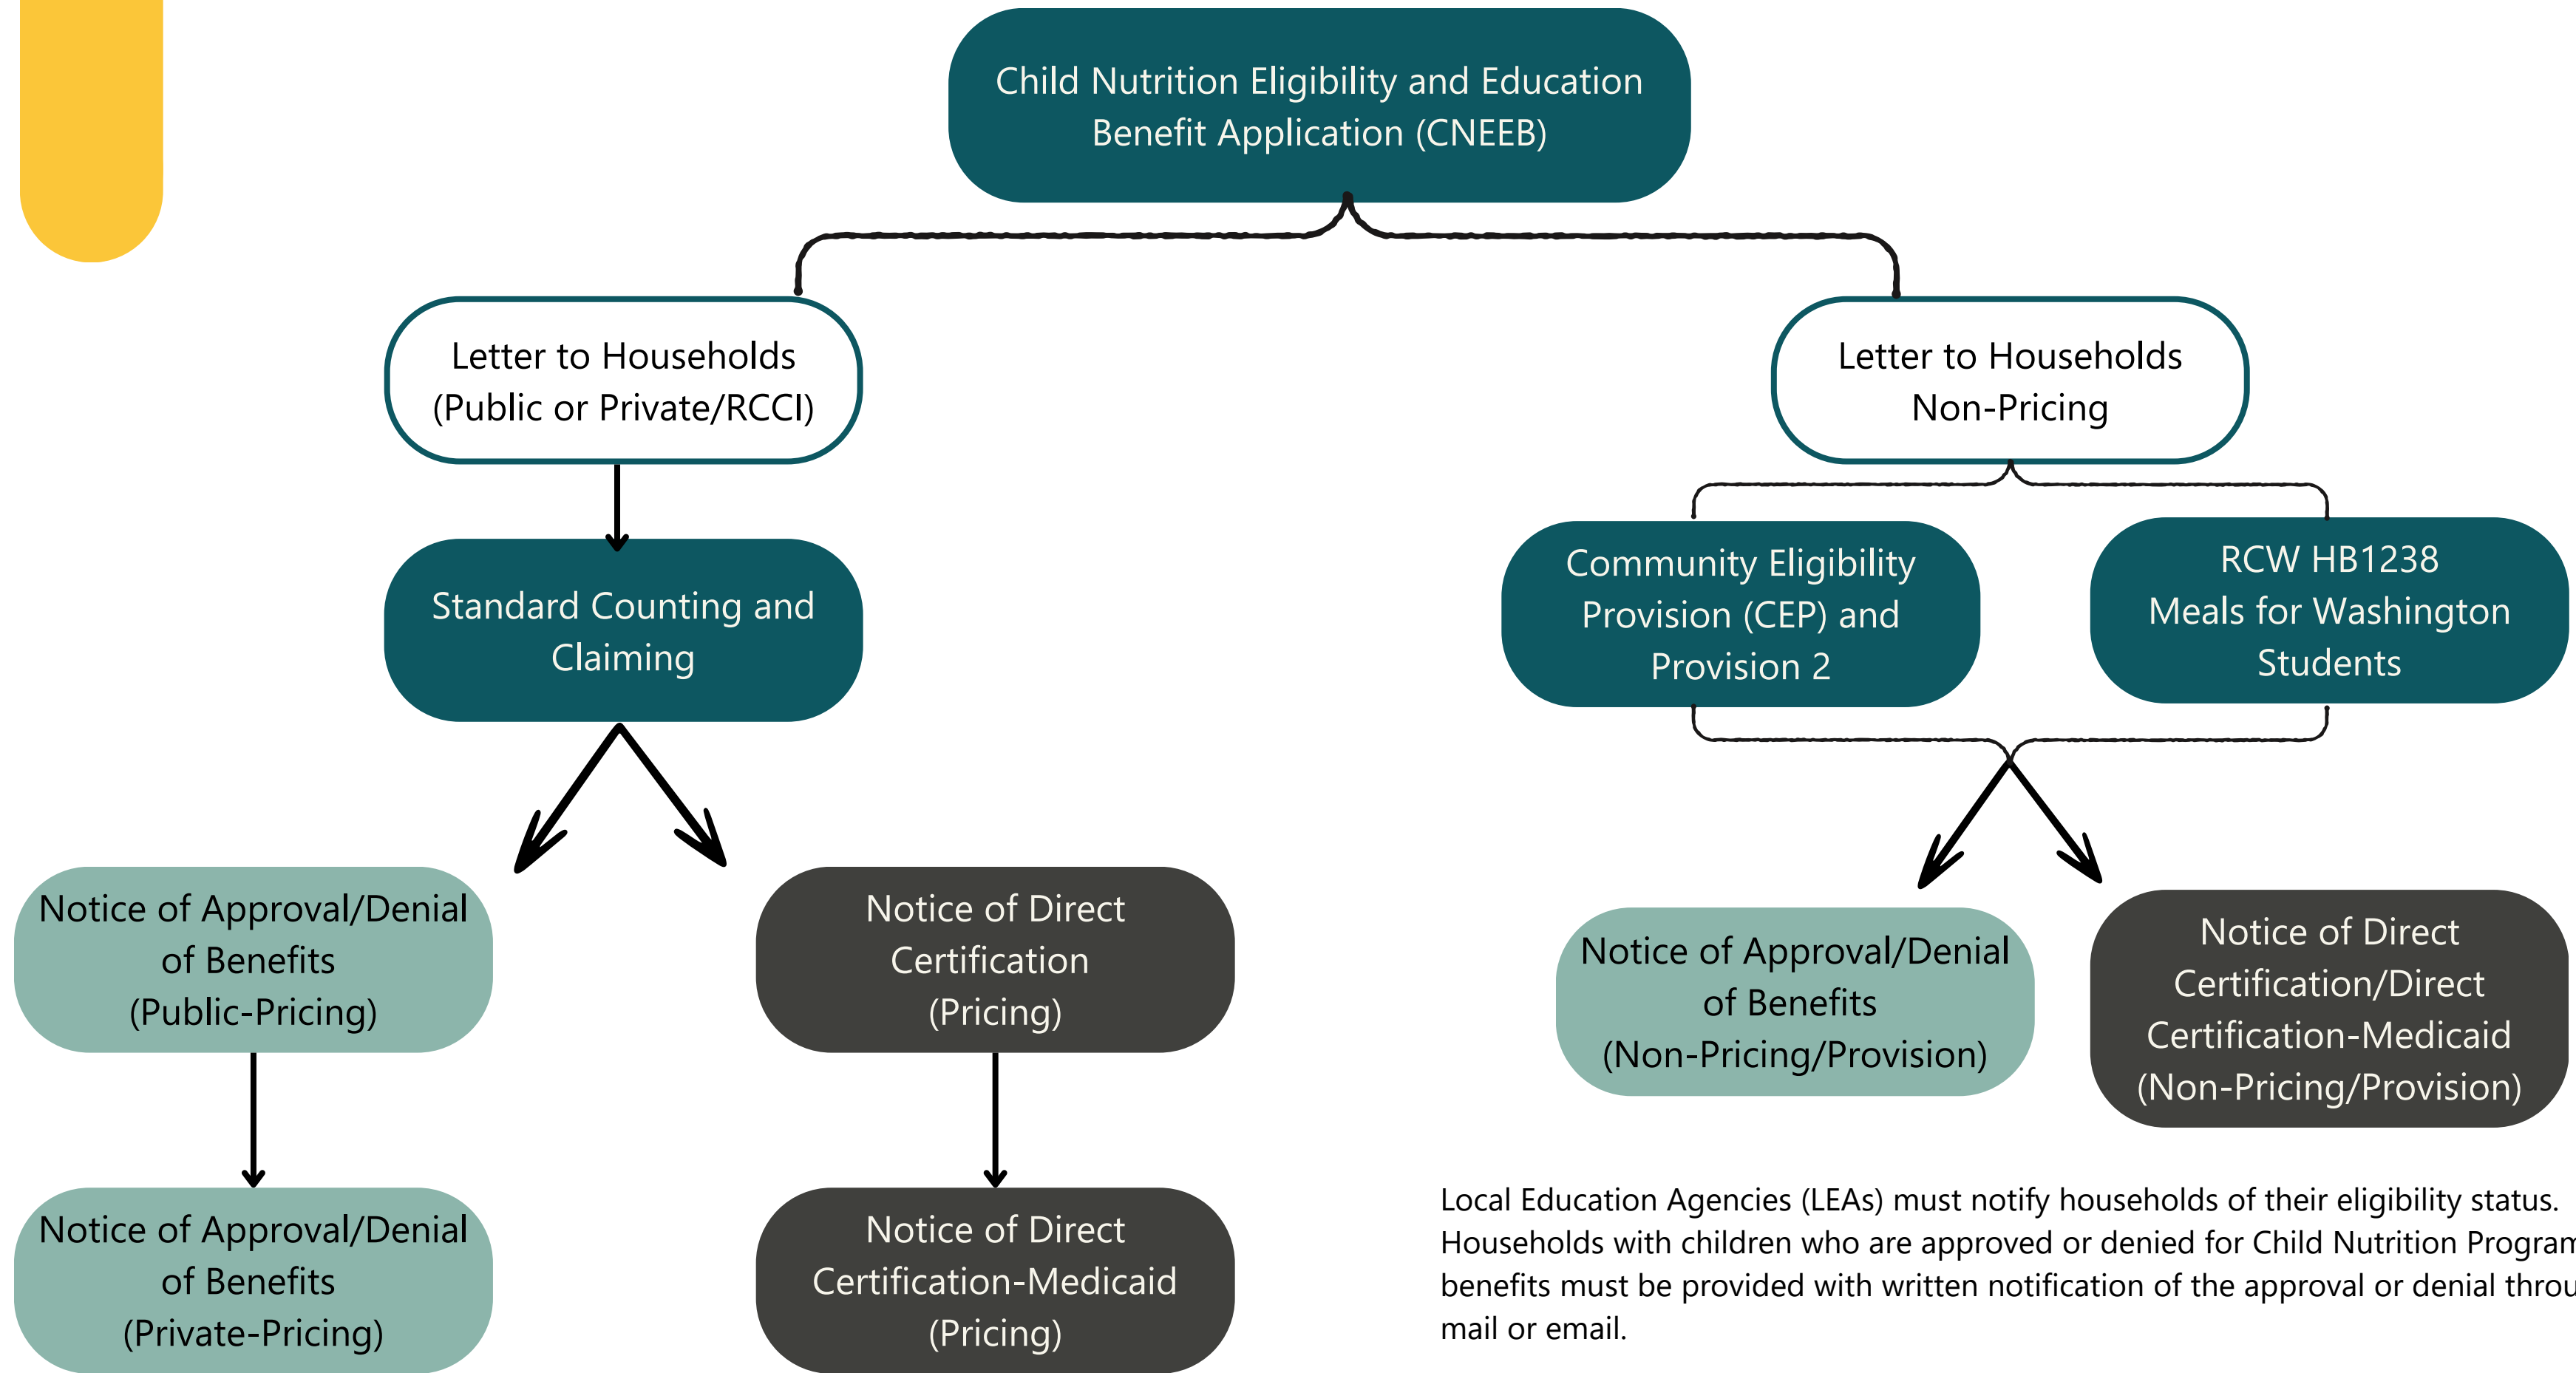 Child Nutrition Eligibility and Education
Benefit Application (CNEEB)
Letter to Households
(Public or Private/RCCI)
Letter to Households
Non-Pricing
Standard Counting and
Claiming
Community Eligibility
Provision (CEP) and
Provision 2
RCW HB1238
Meals for Washington
Students
Notice of Approval/Denial
of Benefits
(Public-Pricing)
Notice of Direct
Certification
(Pricing)
Notice of Approval/Denial
of Benefits
(Non-Pricing/Provision)
Notice of Direct
Certification/Direct
Certification-Medicaid
(Non-Pricing/Provision)
Notice of Approval/Denial
of Benefits
(Private-Pricing)
Notice of Direct
Certification-Medicaid
(Pricing)
Local Education Agencies (LEAs) must notify households of their eligibility status.
Households with children who are approved or denied for Child Nutrition Program
benefits must be provided with written notification of the approval or denial throu
mail or email.